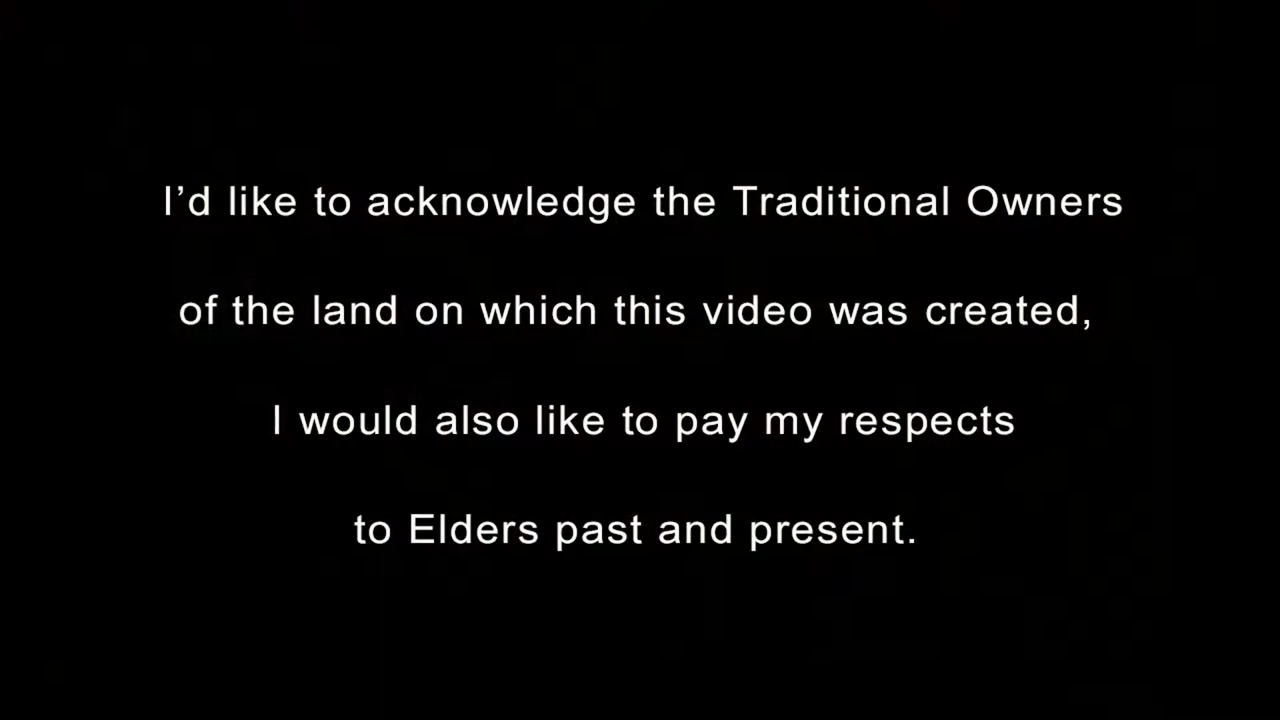 I’d like to acknowledge the Traditional Owners
of the land on which this video was created,
I would also like to pay my respects
to Elders past and present.